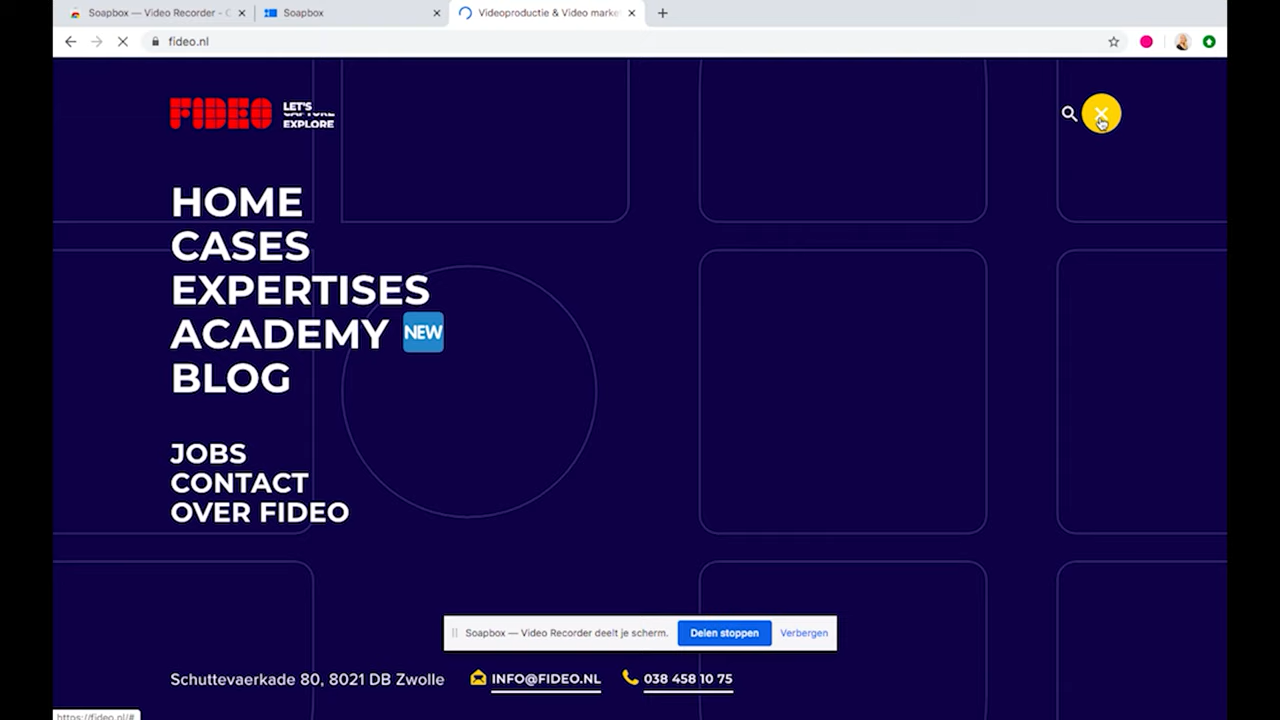 Soapbox — Video Recorder - C
Soapbox
Videoproductie & Video marke
fideo.nl
FIDEO
LET'S
EXPLORE
HOME
CASES
EXPERTISES
ACADEMY NEW
BLOG
JOBS
CONTACT
OVER FIDEO
Soapbox — Video Recorder deelt je scherm.
Delen stoppen
Verbergen
Schuttevaerkade 80, 8021 DB Zwolle
INFO@FIDEO.NL
038 458 10 75
https://fideo.nl/#